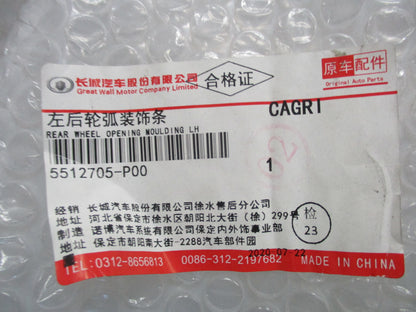 长城汽车股份有限公司
Great Wall Motor Company Limited
合格证
原车配件
Original Auto Parts
左后轮弧装饰条
CAGRI
REAR WHEEL OPENING MOULDING LH
5512705-P00
1
经销 长城汽车股份有限公司徐水售后分公司
地址 河北省保定市徐水区朝阳北大街（徐）299号
制造 诺博汽车系统有限公司保定内外饰事业部
地址 保定市朝阳南大街-2288汽车部件园
检
23
2020.07.22
TEL:0312-8656813 0086-312-2197682 MADE IN CHINA